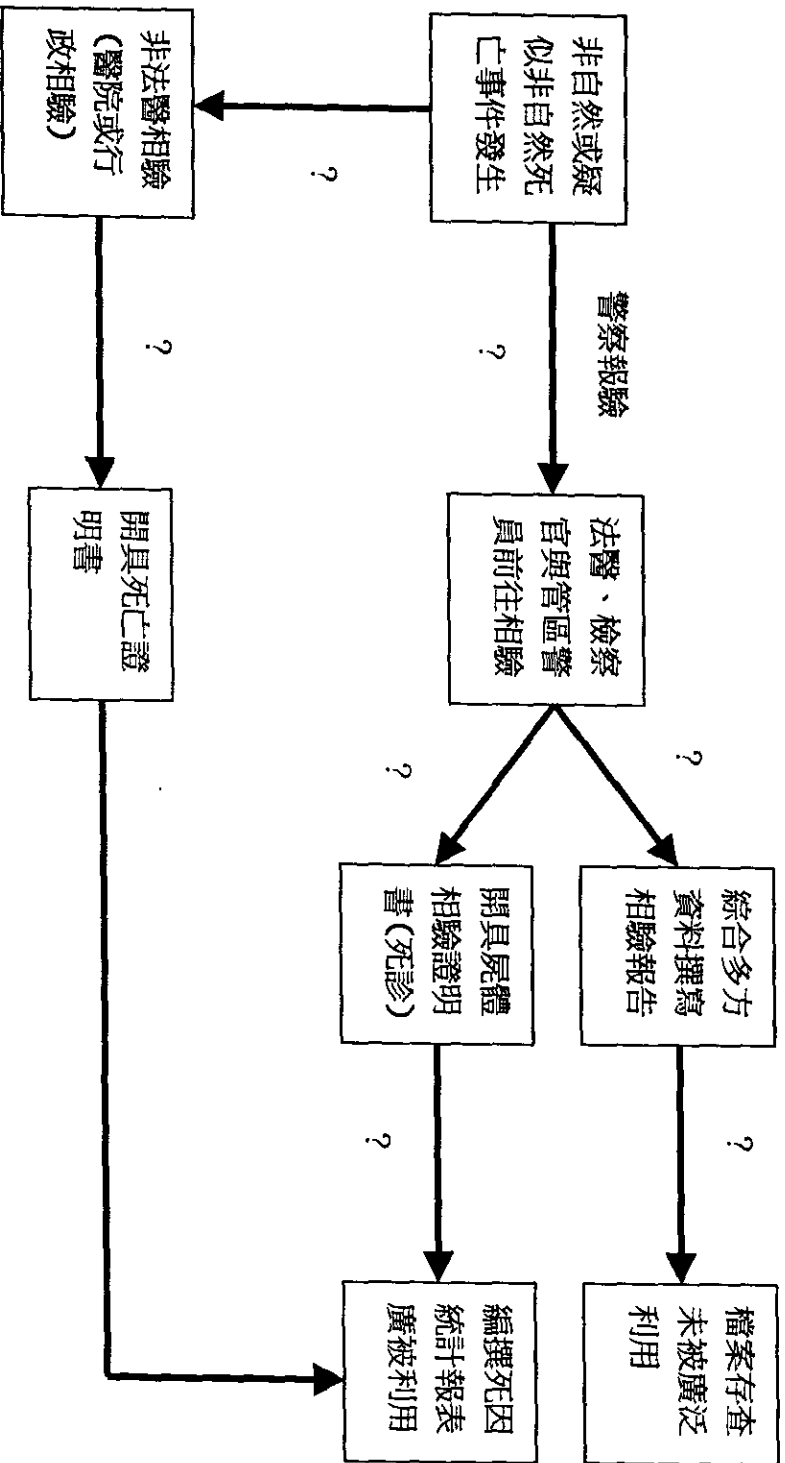 非自然或疑
似非自然死
亡事件發生
警察報驗
?
法醫、檢察
官與管區警
員前往相驗
?
綜合多方
資料撰寫
相驗報告
?
檔案存查
未被廣泛
利用
?
開具屍體
相驗證明
書(死診)
?
編撰死因
統計報表
廣被利用
?
非法醫相驗
(醫院或行
政相驗)
?
開具死亡證
明書